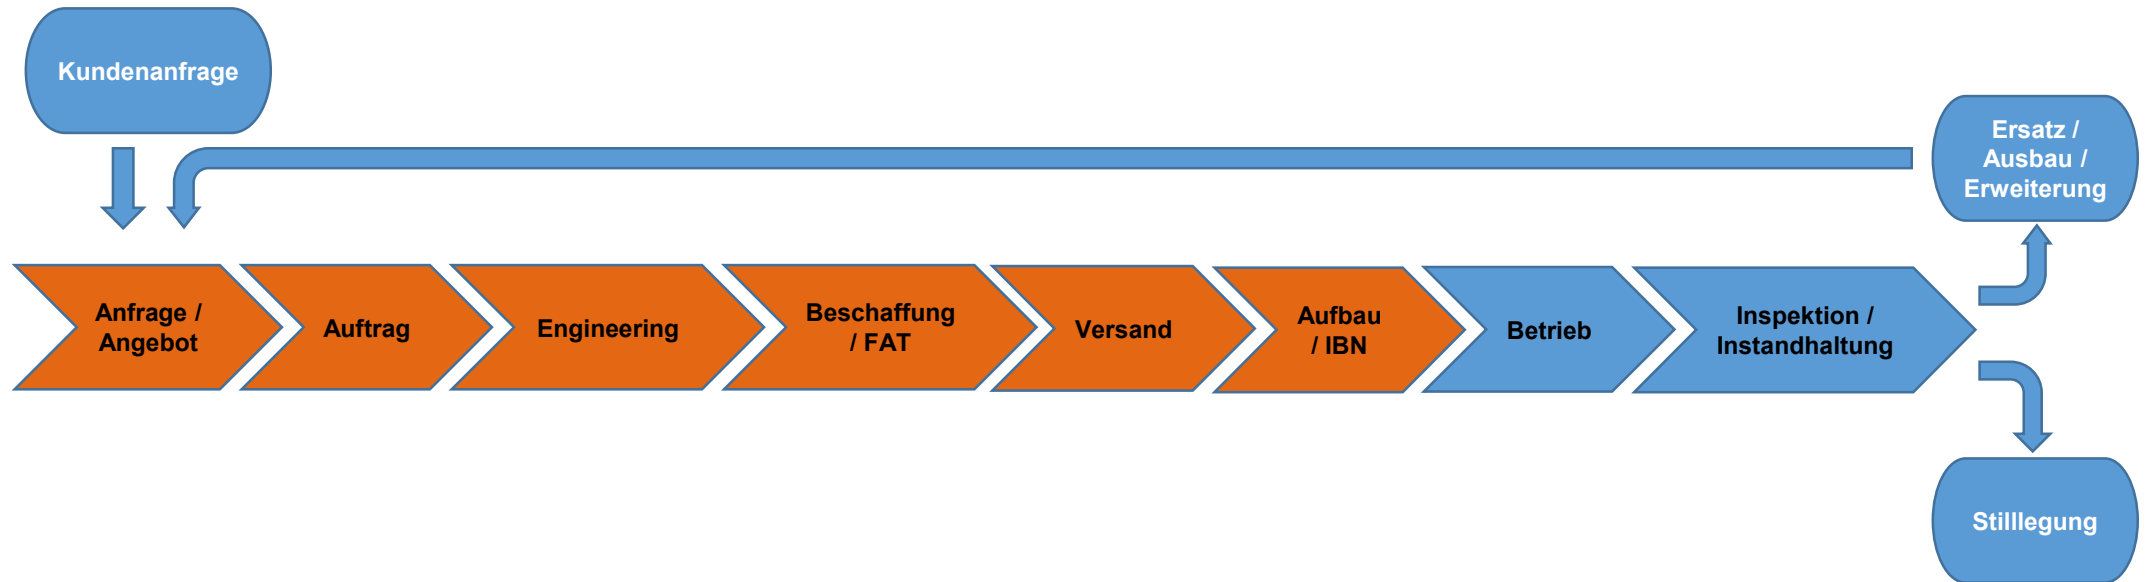 Kundenanfrage
Ersatz /
Ausbau /
Erweiterung
Anfrage /
Angebot
Auftrag
Engineering
Beschaffung
/ FAT
Versand
Aufbau
/ IBN
Betrieb
Inspektion /
Instandhaltung
Stilllegung